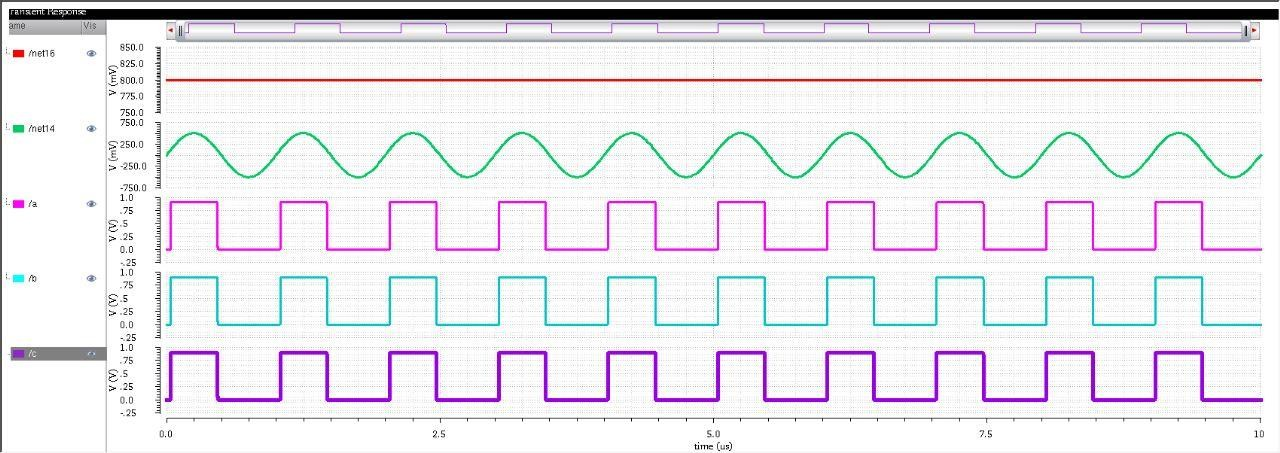 Transient Response
ame Vis
/net16
V (mV)
850.0
825.0
800.0
775.0
750.0
/net14
V (mV)
750.0
250.0
-250.0
-750.0
/a
V (V)
1.0
.75
.5
.25
0.0
-.25
/b
V (V)
1.0
.75
.5
.25
0.0
-.25
/c
V (V)
1.0
.75
.5
.25
0.0
-.25
0.0 2.5 5.0 7.5 10
time (us)